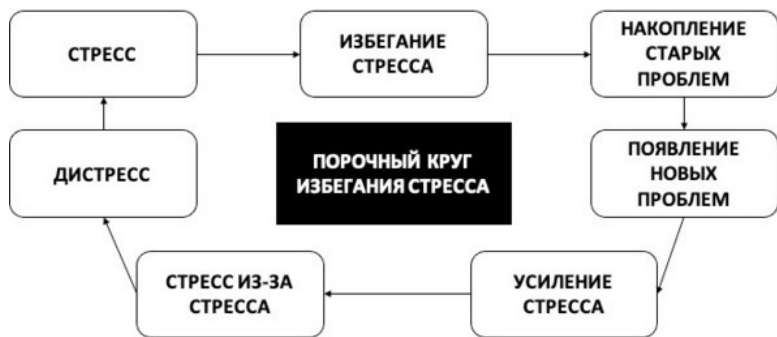 СТРЕСС
ИЗБЕГАНИЕ
СТРЕССА
НАКОПЛЕНИЕ
СТАРЫХ
ПРОБЛЕМ
ПОЯВЛЕНИЕ
НОВЫХ
ПРОБЛЕМ
УСИЛЕНИЕ
СТРЕССА
СТРЕСС ИЗ-ЗА
СТРЕССА
ДИСТРЕСС
ПОРОЧНЫЙ КРУГ
ИЗБЕГАНИЯ СТРЕССА